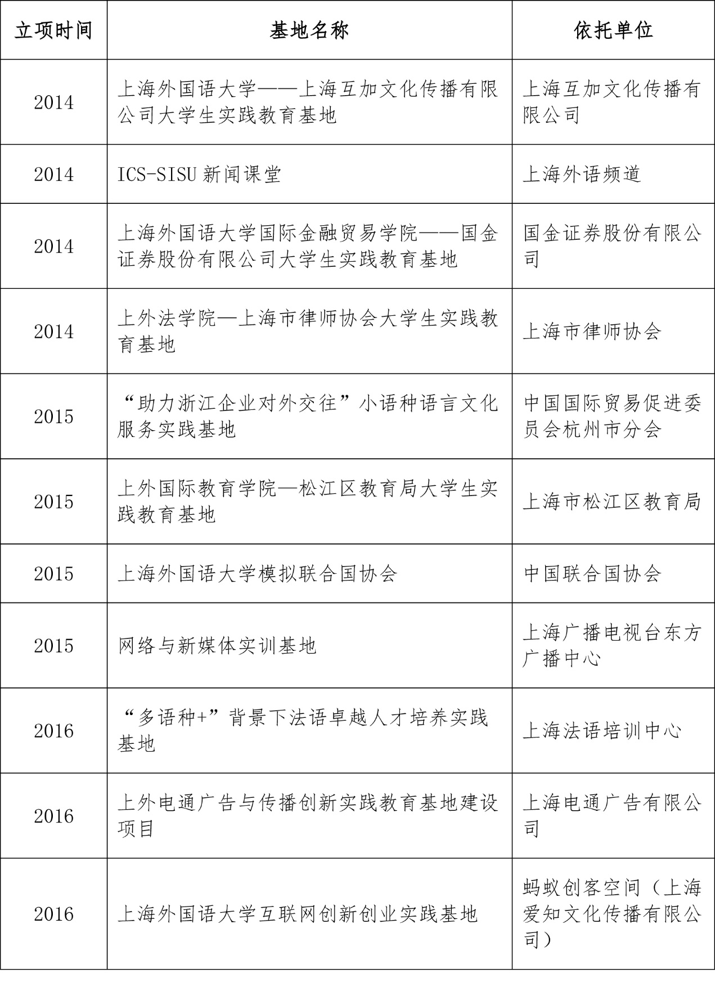 立项时间 基地名称 依托单位
2014
上海外国语大学——上海互加文化传播有限
公司大学生实践教育基地
上海互加文化传播有
限公司
2014
ICS-SISU 新闻课堂
上海外语频道
2014
上海外国语大学国际金融贸易学院——国金
证券股份有限公司大学生实践教育基地
国金证券股份有限公
司
2014
上外法学院—上海市律师协会大学生实践教
育基地
上海市律师协会
2015
“助力浙江企业对外交往”小语种语言文化
服务实践基地
中国国际贸易促进委
员会杭州市分会
2015
上外国际教育学院—松江区教育局大学生实
践教育基地
上海市松江区教育局
2015
上海外国语大学模拟联合国协会
中国联合国协会
2015
网络与新媒体实训基地
上海广播电视台东方
广播中心
2016
“多语种+”背景下法语卓越人才培养实践
基地
上海法语培训中心
2016
上外电通广告与传播创新实践教育基地建设
项目
上海电通广告有限公
司
2016
上海外国语大学互联网创新创业实践基地
蚂蚁创客空间（上海
爱知文化传播有限公
司）